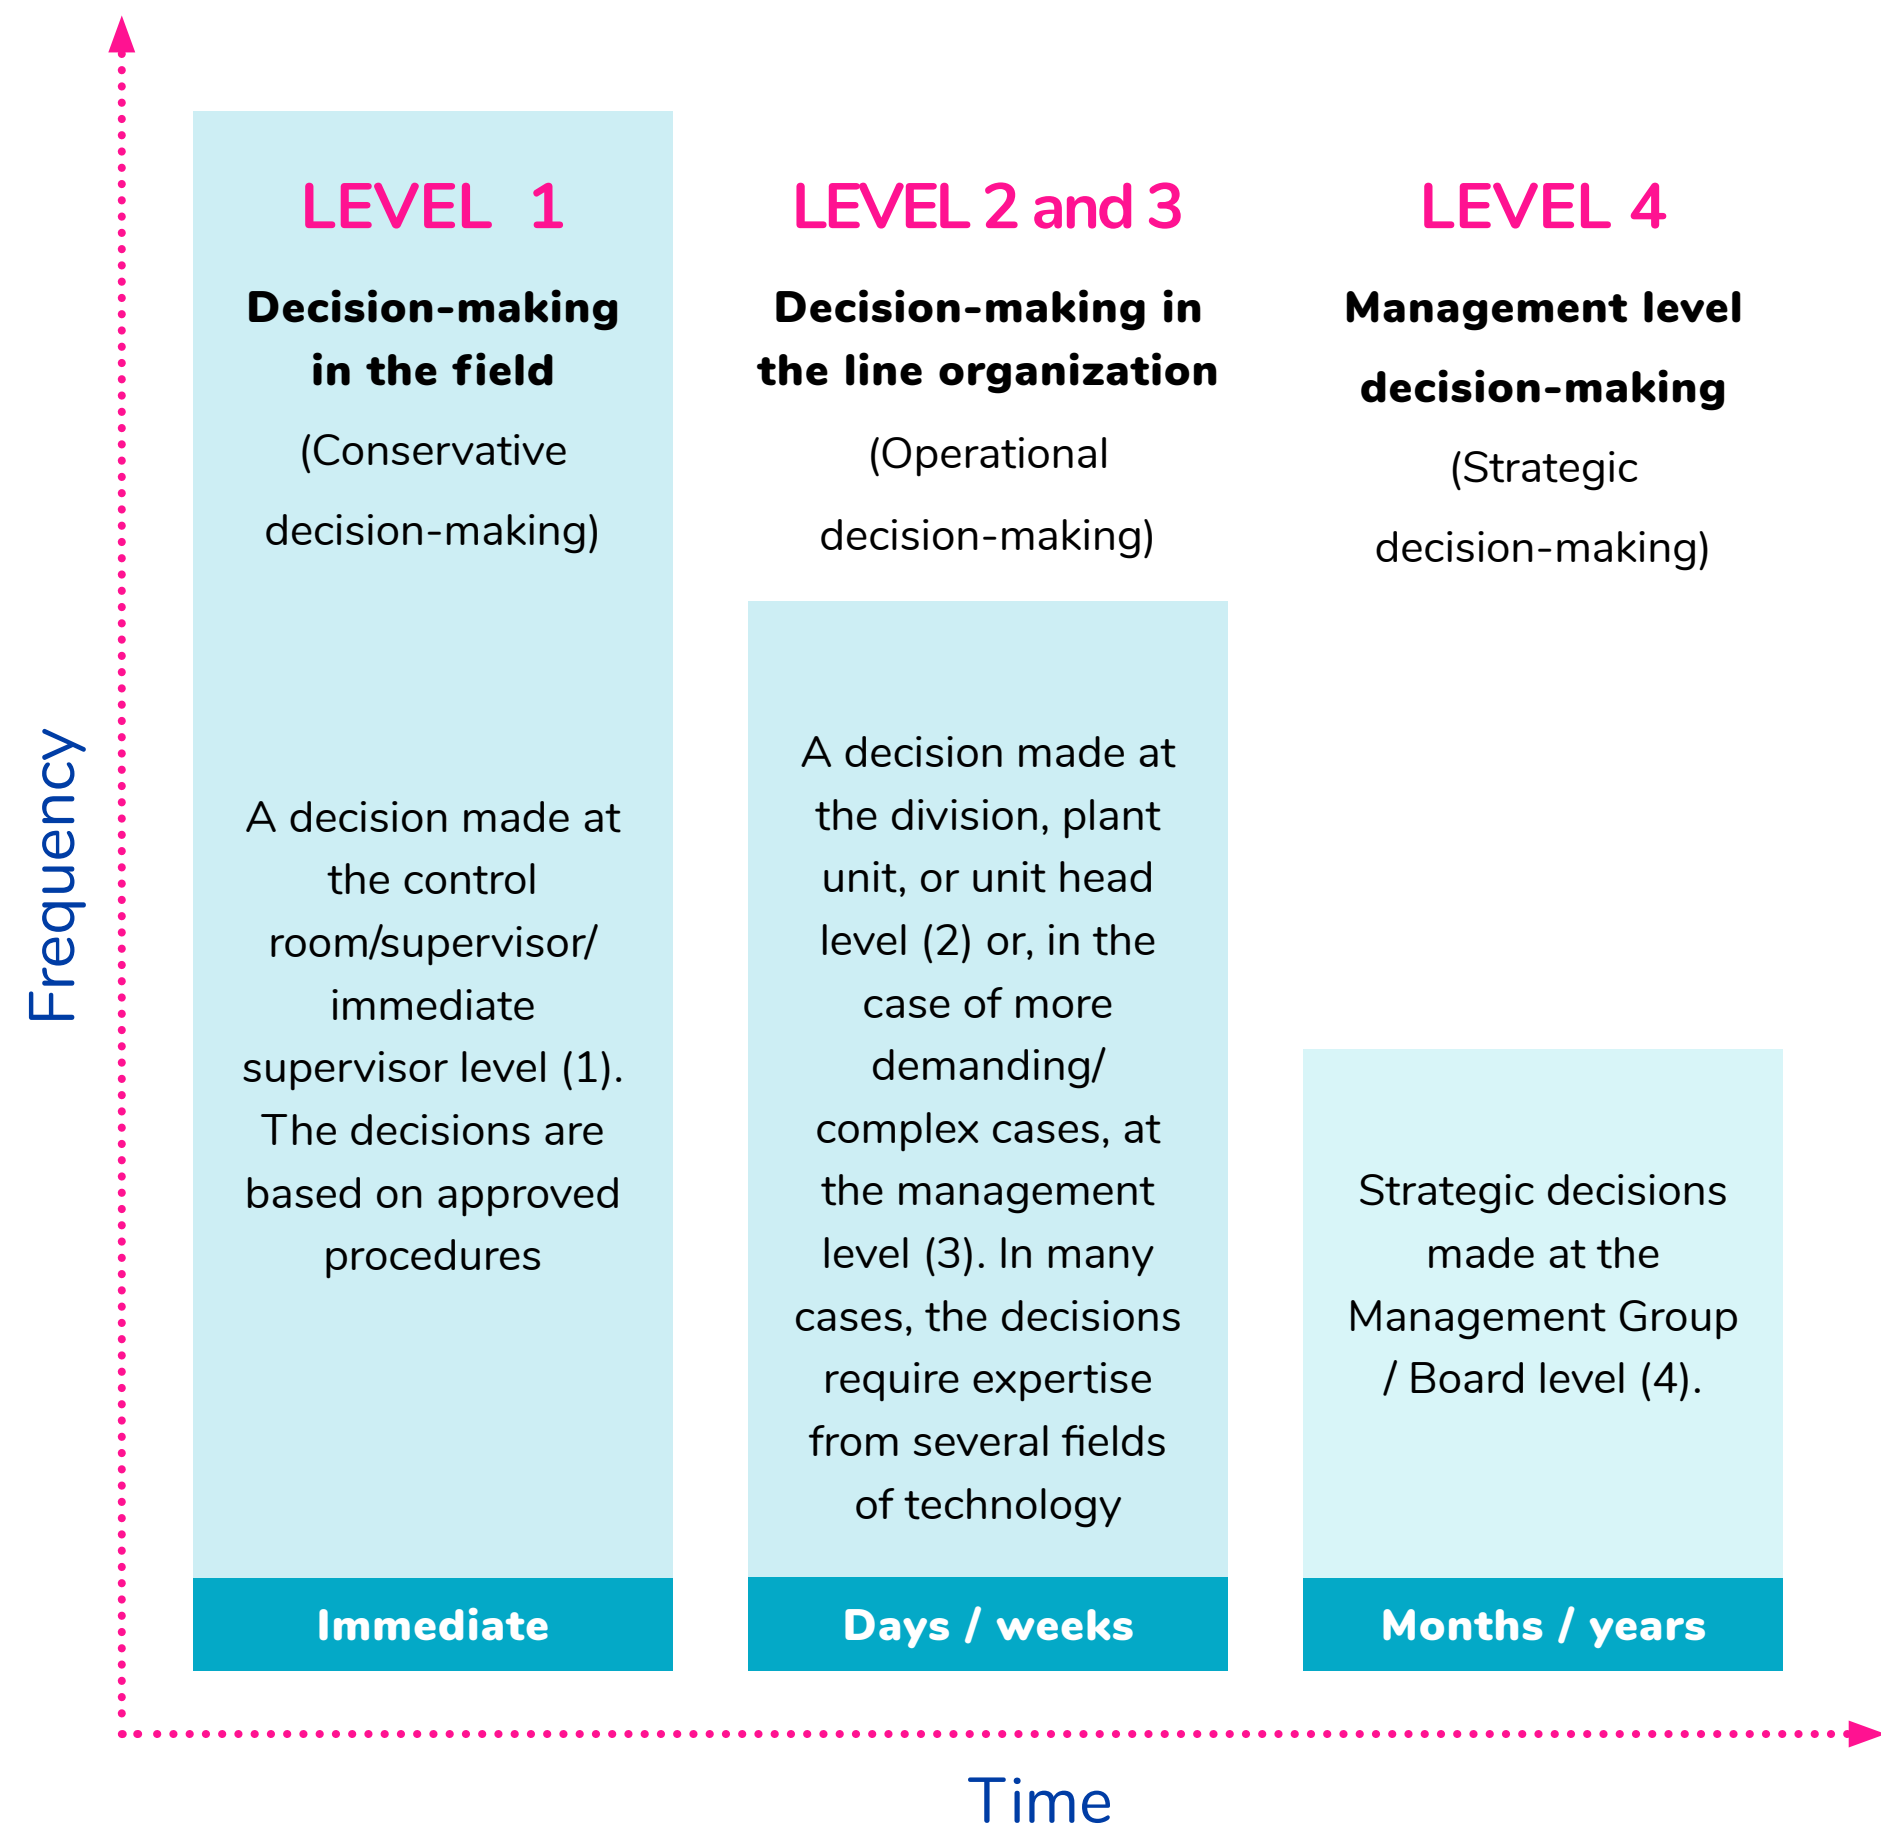 LEVEL 1
Decision-making
in the field
(Conservative
decision-making)
A decision made at
the control
room/supervisor/
immediate
supervisor level (1).
The decisions are
based on approved
procedures
Immediate
LEVEL 2 and 3
Decision-making in
the line organization
(Operational
decision-making)
A decision made at
the division, plant
unit, or unit head
level (2) or, in the
case of more
demanding/
complex cases, at
the management
level (3). In many
cases, the decisions
require expertise
from several fields
of technology
Days / weeks
LEVEL 4
Management level
decision-making
(Strategic
decision-making)
Strategic decisions
made at the
Management Group
/ Board level (4).
Months / years
Frequency
Time